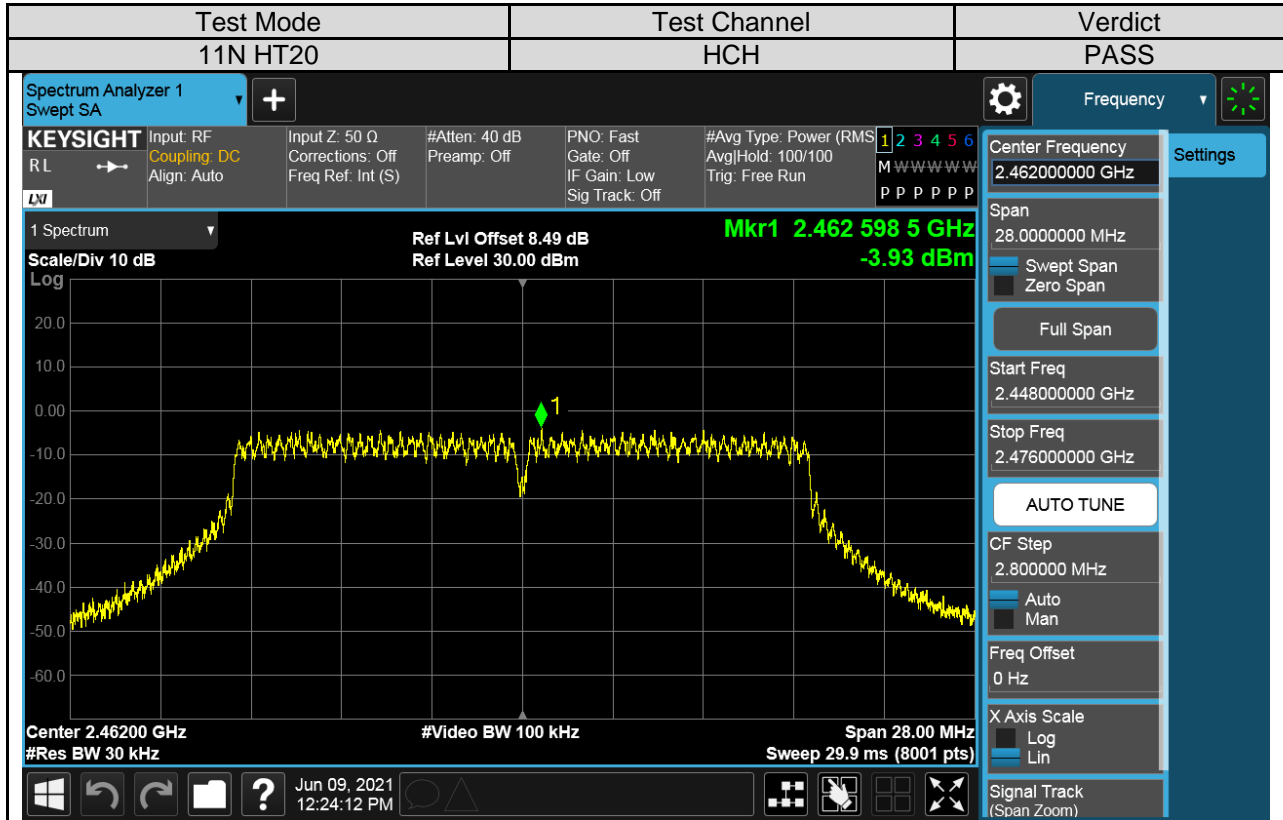 Test Mode Test Channel Verdict
11N HT20 HCH PASS
Spectrum Analyzer 1
Swept SA
+
Frequency
KEYSIGHT
R L
LXI
Input: RF
Coupling: DC
Align: Auto
Input Z: 50 Ω
Corrections: Off
Freq Ref: Int (S)
#Atten: 40 dB
Preamp: Off
PNO: Fast
Gate: Off
IF Gain: Low
Sig Track: Off
#Avg Type: Power (RMS
Avg|Hold: 100/100
Trig: Free Run
1 2 3 4 5 6
M W W W W W
P P P P P P
1 Spectrum
Scale/Div 10 dB
Log
Ref Lvl Offset 8.49 dB
Ref Level 30.00 dBm
Mkr1 2.462 598 5 GHz
-3.93 dBm
20.0
10.0
0.00
-10.0
-20.0
-30.0
-40.0
-50.0
-60.0
1
Center 2.46200 GHz
#Res BW 30 kHz
#Video BW 100 kHz
Span 28.00 MHz
Sweep 29.9 ms (8001 pts)
Center Frequency
2.462000000 GHz
Settings
Span
28.0000000 MHz
Swept Span
Zero Span
Full Span
Start Freq
2.448000000 GHz
Stop Freq
2.476000000 GHz
AUTO TUNE
CF Step
2.800000 MHz
Auto
Man
Freq Offset
0 Hz
X Axis Scale
Log
Lin
Signal Track
(Span Zoom)
?
Jun 09, 2021
12:24:12 PM